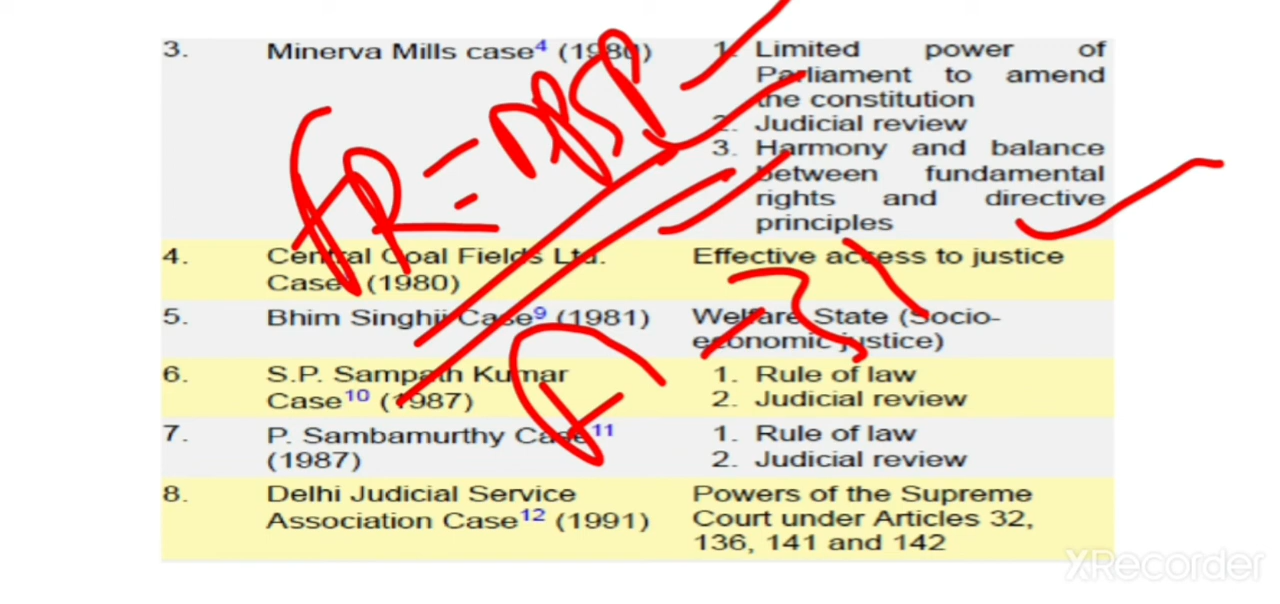 3. Minerva Mills case4 (1980) 1. Limited power of
Parliament to amend
the constitution
2. Judicial review
3. Harmony and balance
between fundamental
rights and directive
principles
FR = DPSP
4. Central Coal Fields Ltd. Effective access to justice
Case (1980)
5. Bhim Singhji Case9 (1981) Welfare State (Socio-
economic justice)
6. S.P. Sampath Kumar 1. Rule of law
Case10 (1987) 2. Judicial review
7. P. Sambamurthy Case11 1. Rule of law
(1987) 2. Judicial review
8. Delhi Judicial Service Powers of the Supreme
Association Case12 (1991) Court under Articles 32,
136, 141 and 142
XRecorder